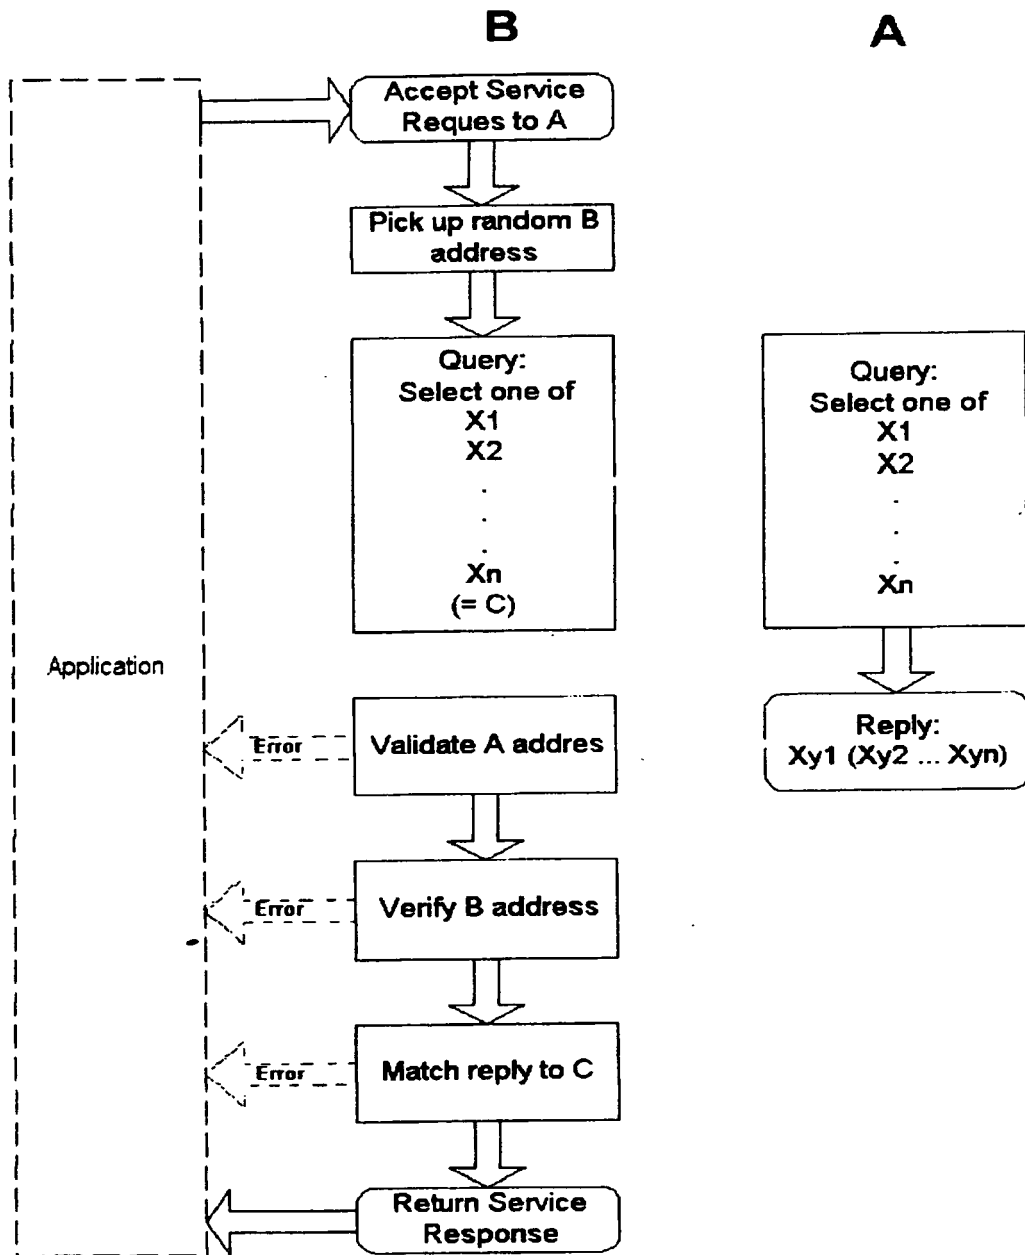 B
A
Accept Service
Reques to A
Pick up random B
address
Query:
Select one of
X1
X2
.
.
.
Xn
(= C)
Query:
Select one of
X1
X2
.
.
.
Xn
Application
Error
Validate A addres
Reply:
Xy1 (Xy2 ... Xyn)
Error
Verify B address
Error
Match reply to C
Return Service
Response